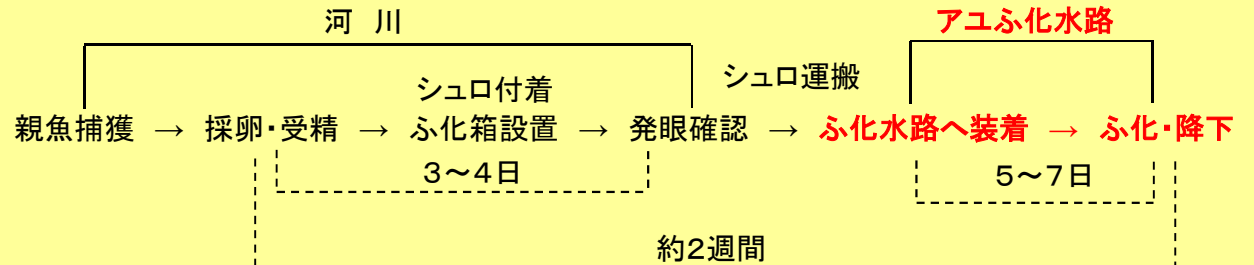 河 川
アユふ化水路
シュロ付着
シュロ運搬
親魚捕獲 → 採卵・受精 → ふ化箱設置 → 発眼確認 → ふ化水路へ装着 → ふ化・降下
3～4日
5～7日
約2週間